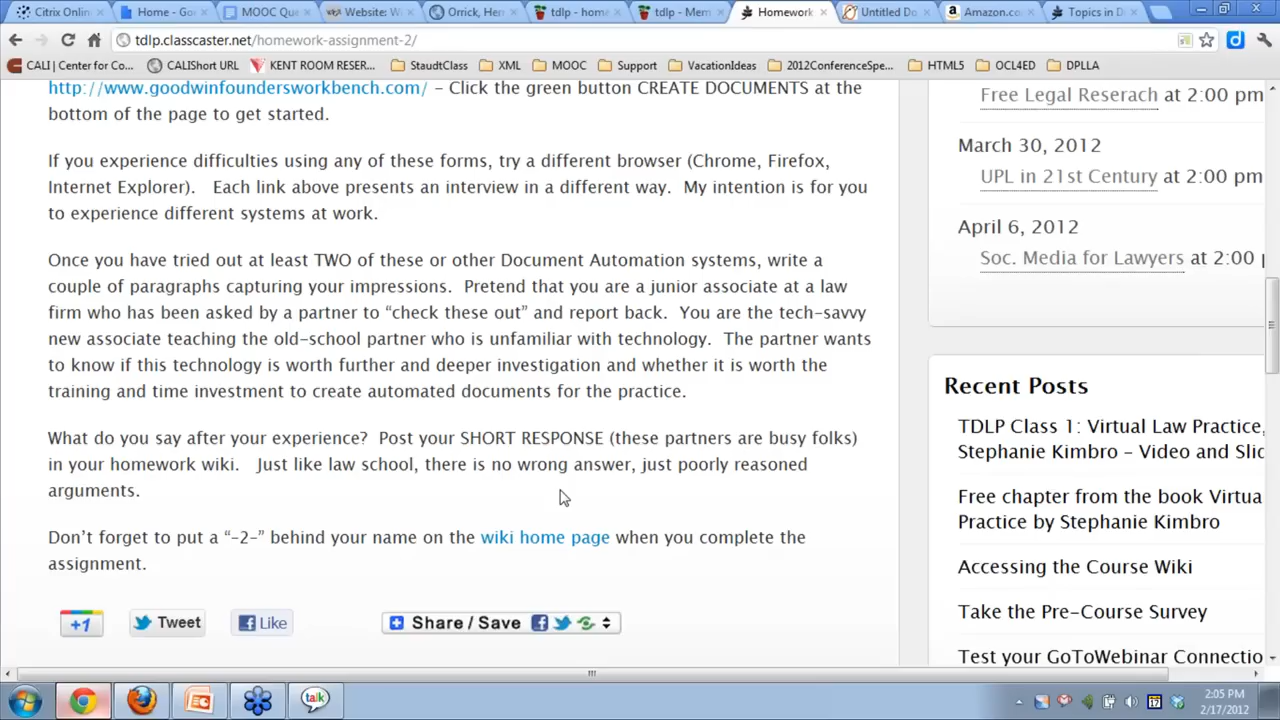 Citrix Onlin
Home - Go
MOOC Qu
Website: W
Orrick, Her
tdlp - home
tdlp - Mem
Homework
Untitled Do
Amazon.co
Topics in D
tdlp.classcaster.net/homework-assignment-2/
CALI | Center for Co...
CALIShort URL
KENT ROOM RESER...
StaudtClass
XML
MOOC
Support
VacationIdeas
2012ConferenceSpe...
HTML5
OCL4ED
DPLLA
http://www.goodwinfoundersworkbench.com/ – Click the green button CREATE DOCUMENTS at the
bottom of the page to get started.
If you experience difficulties using any of these forms, try a different browser (Chrome, Firefox,
Internet Explorer). Each link above presents an interview in a different way. My intention is for you
to experience different systems at work.
Once you have tried out at least TWO of these or other Document Automation systems, write a
couple of paragraphs capturing your impressions. Pretend that you are a junior associate at a law
firm who has been asked by a partner to “check these out” and report back. You are the tech-savvy
new associate teaching the old-school partner who is unfamiliar with technology. The partner wants
to know if this technology is worth further and deeper investigation and whether it is worth the
training and time investment to create automated documents for the practice.
What do you say after your experience? Post your SHORT RESPONSE (these partners are busy folks)
in your homework wiki. Just like law school, there is no wrong answer, just poorly reasoned
arguments.
Don’t forget to put a “-2-” behind your name on the wiki home page when you complete the
assignment.
+1
Tweet
Like
Share / Save
Free Legal Reserach at 2:00 pm
March 30, 2012
UPL in 21st Century at 2:00 pm
April 6, 2012
Soc. Media for Lawyers at 2:00
Recent Posts
TDLP Class 1: Virtual Law Practice,
Stephanie Kimbro – Video and Slid
Free chapter from the book Virtua
Practice by Stephanie Kimbro
Accessing the Course Wiki
Take the Pre-Course Survey
Test your GoToWebinar Connectio
talk
17
2:05 PM
2/17/2012